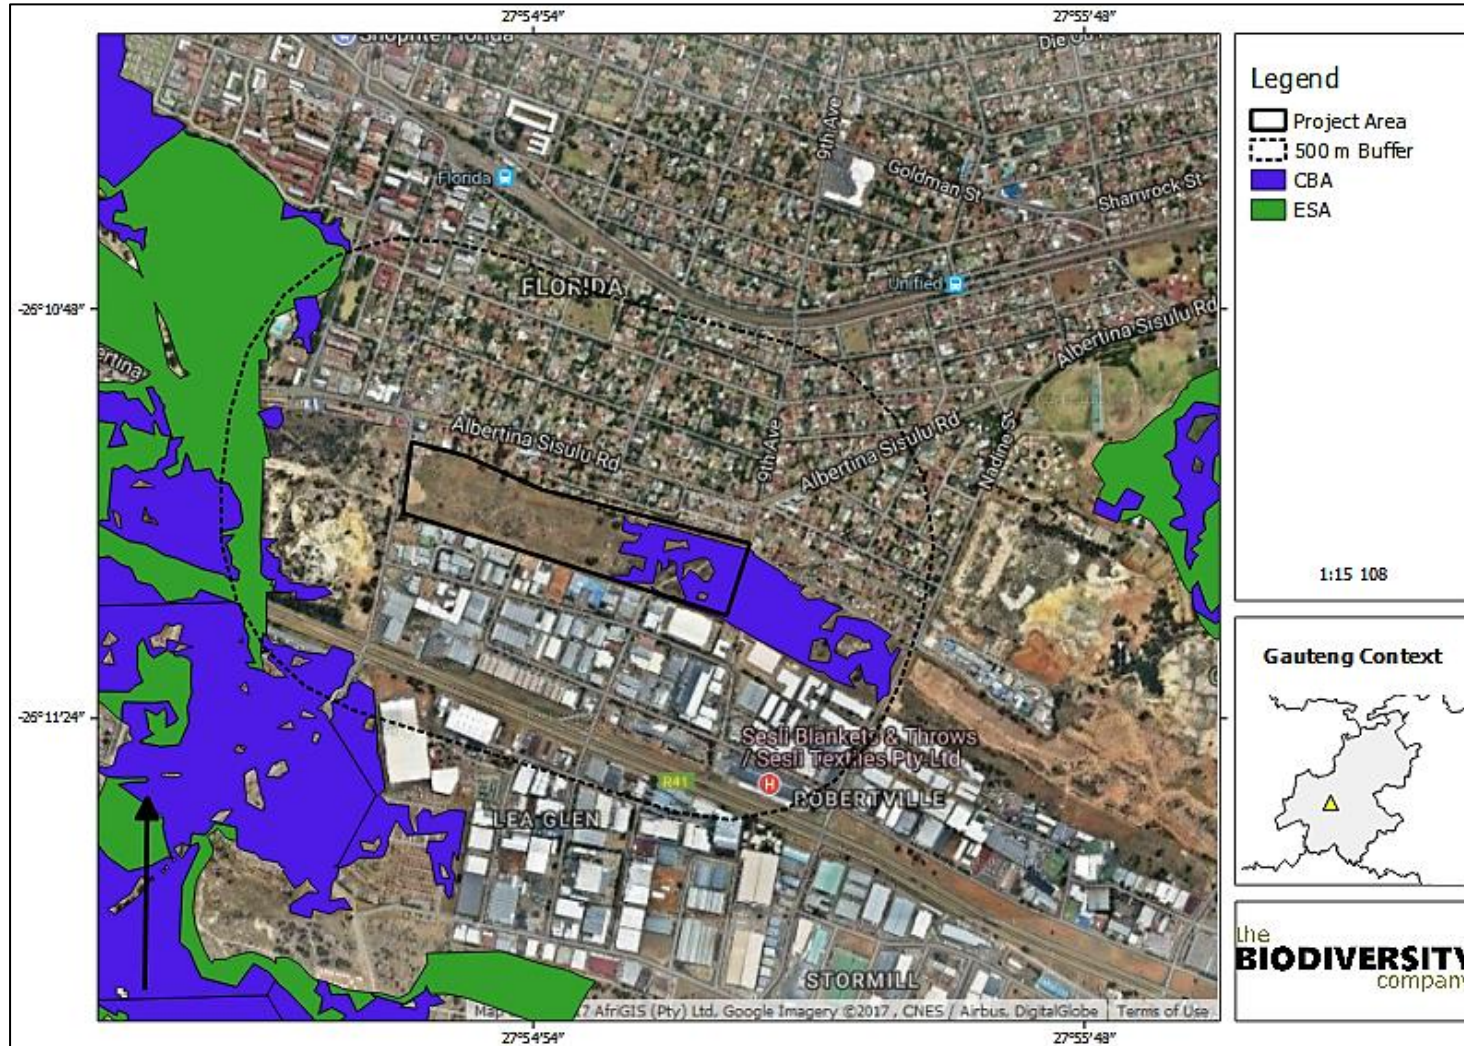 27°54'54" 27°55'48"
Shoprite Florida
9th Ave
Goldman St
Shamrock St
Florida
Unified
FLORIDA
-26°10'48"
Albertina Sisulu Rd
ertina
Albertina Sisulu Rd
9th Ave
Albertina Sisulu Rd
Nadine St
-26°11'24"
Sesli Blankets & Throws
/ Sesli Textiles Pty Ltd
R41
H
ROBERTVILLE
LEA GLEN
STORMILL
7 AfriGIS (Pty) Ltd, Google Imagery ©2017 , CNES / Airbus, DigitalGlobe Terms of Use
27°54'54" 27°55'48"
Legend
Project Area
500 m Buffer
CBA
ESA
1:15 108
Gauteng Context
the
BIODIVERSITY
company